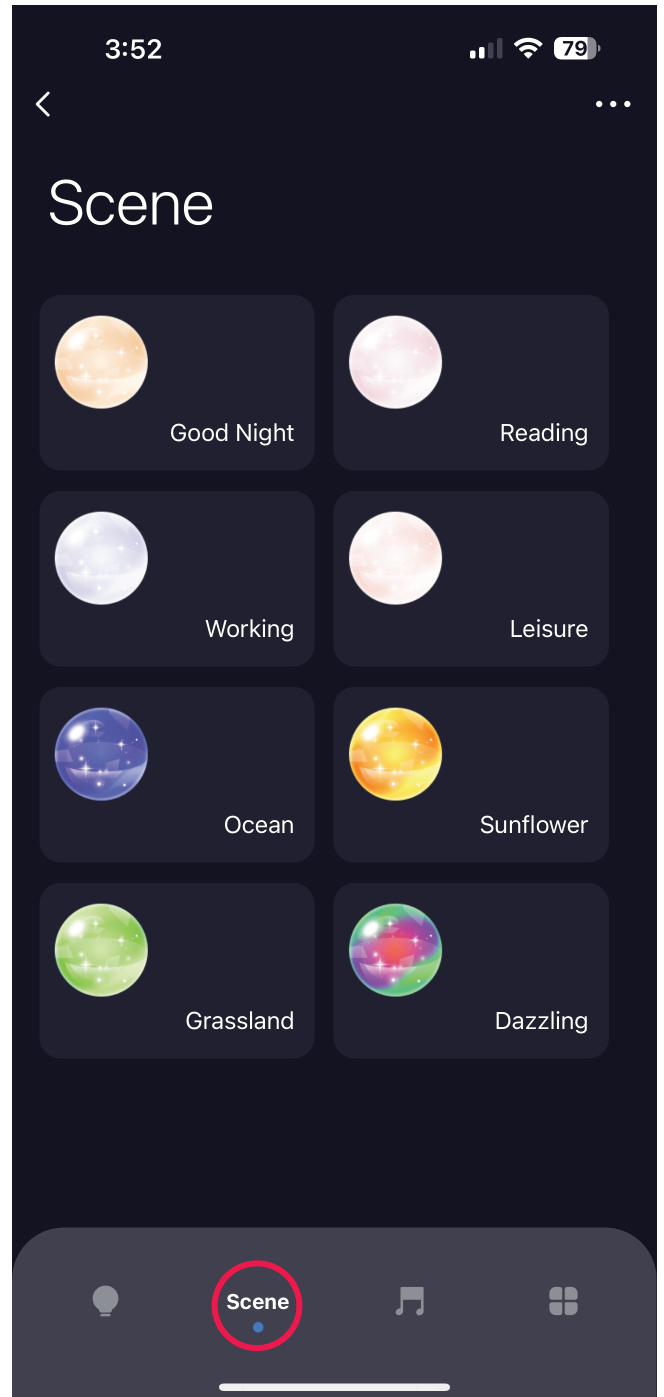 3:52
79
Scene
Good Night
Reading
Working
Leisure
Ocean
Sunflower
Grassland
Dazzling
Scene